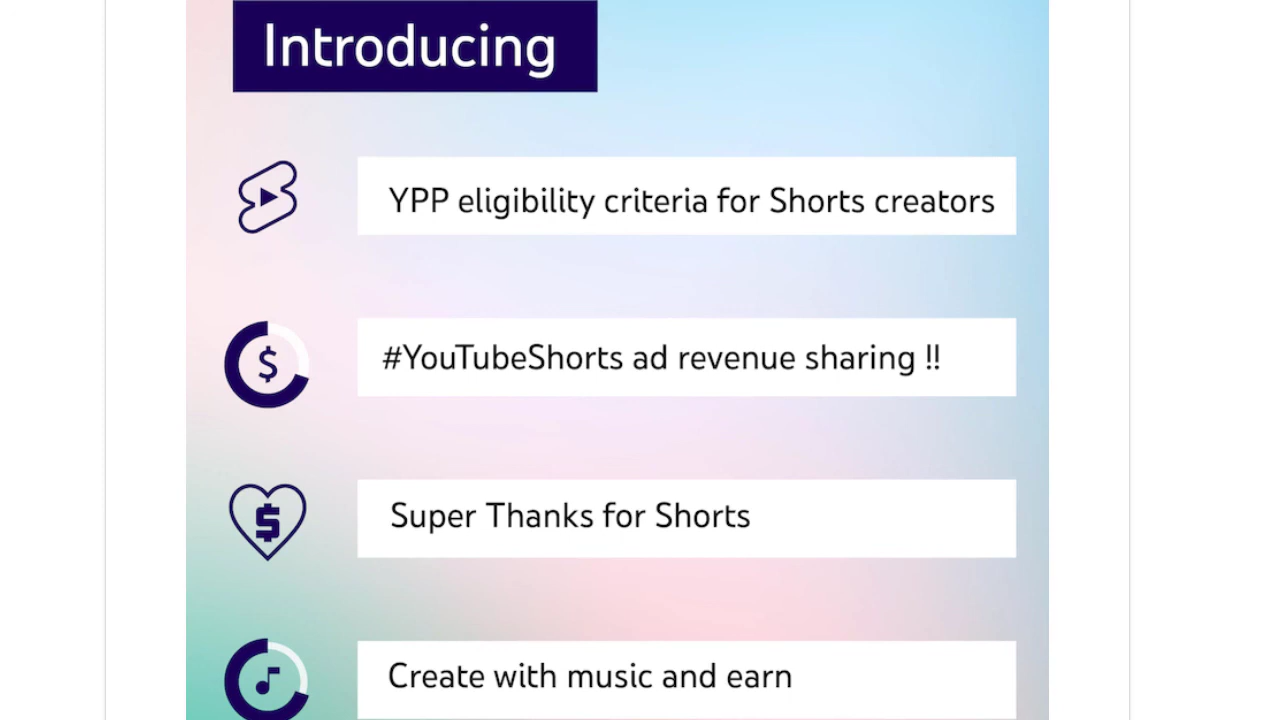 Introducing
YPP eligibility criteria for Shorts creators
$
#YouTubeShorts ad revenue sharing !!
$
Super Thanks for Shorts
Create with music and earn